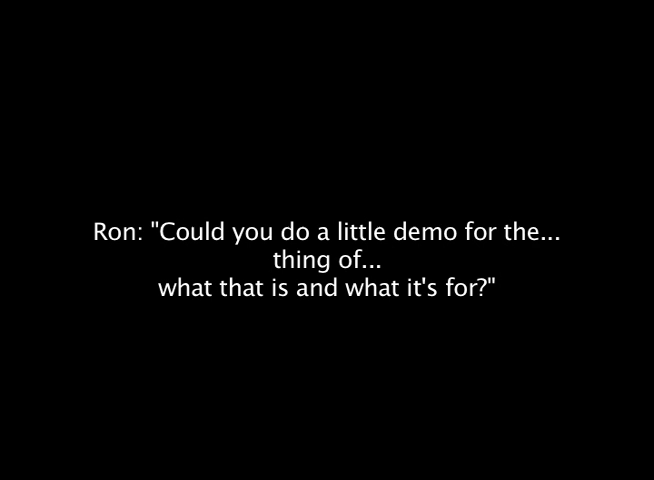 Ron: "Could you do a little demo for the...
thing of...
what that is and what it's for?"